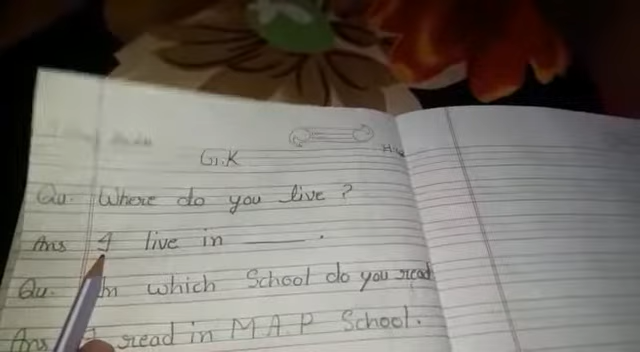 G.K
Qu. Where do you live ?
Ans I live in ____ .
Qu. In which School do you read
Ans I read in M.A.P School.